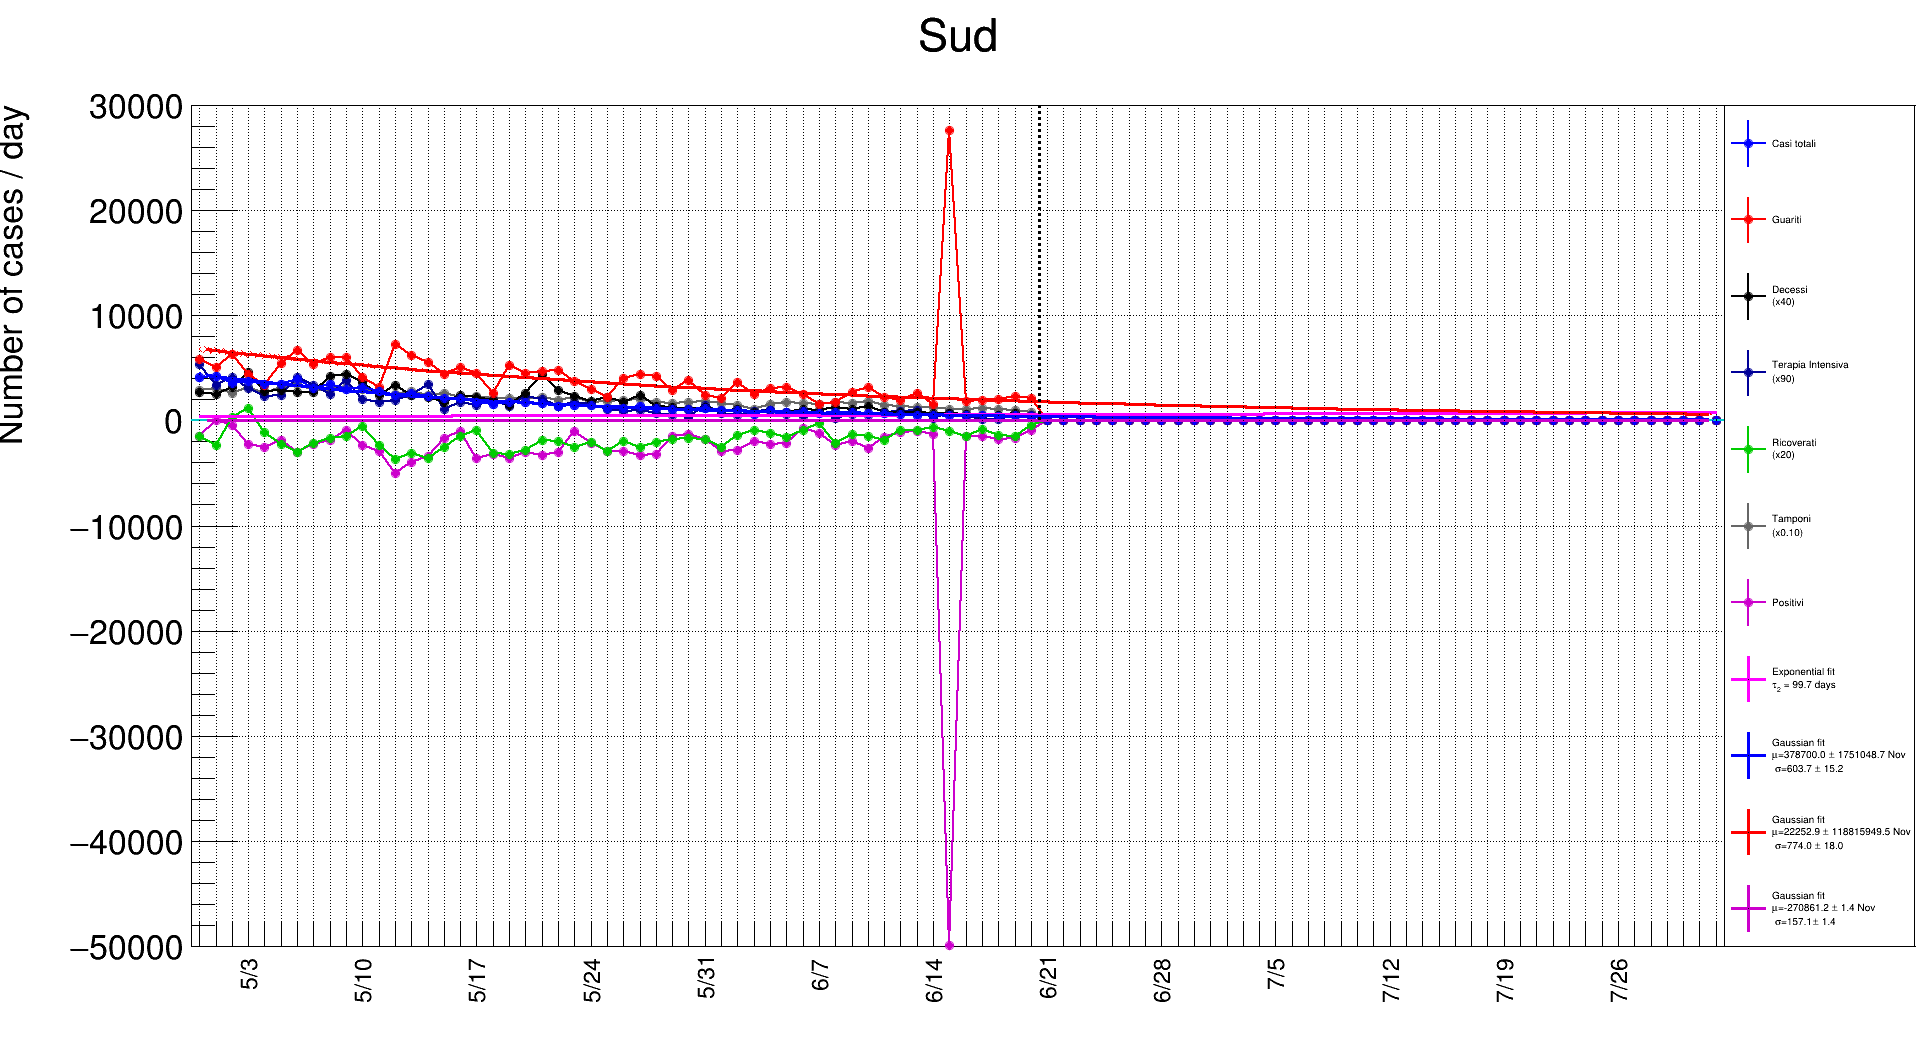 Sud
Number of cases / day
30000
20000
10000
0
−10000
−20000
−30000
−40000
−50000
5/3
5/10
5/17
5/24
5/31
6/7
6/14
6/21
6/28
7/5
7/12
7/19
7/26
Casi totali
Guariti
Decessi
(x40)
Terapia Intensiva
(x90)
Ricoverati
(x20)
Tamponi
(x0.10)
Positivi
Exponential fit
τ2 = 99.7 days
Gaussian fit
μ=378700.0 ± 1751048.7 Nov
σ=603.7 ± 15.2
Gaussian fit
μ=22252.9 ± 118815949.5 Nov
σ=774.0 ± 18.0
Gaussian fit
μ=-270861.2 ± 1.4 Nov
σ=157.1± 1.4